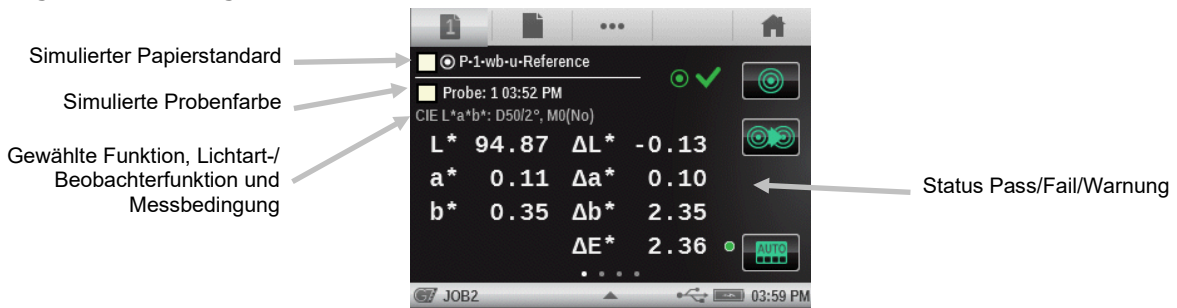 1
•••
Simulierter Papierstandard
P-1-wb-u-Reference
Simulierte Probenfarbe
Probe: 1 03:52 PM
CIE L*a*b*: D50/2°, M0(No)
Gewählte Funktion, Lichtart-/
Beobachterfunktion und
Messbedingung
L* 94.87 ΔL* -0.13
a* 0.11 Δa* 0.10
b* 0.35 Δb* 2.35
ΔE* 2.36
Status Pass/Fail/Warnung
AUTO
JOB2
03:59 PM